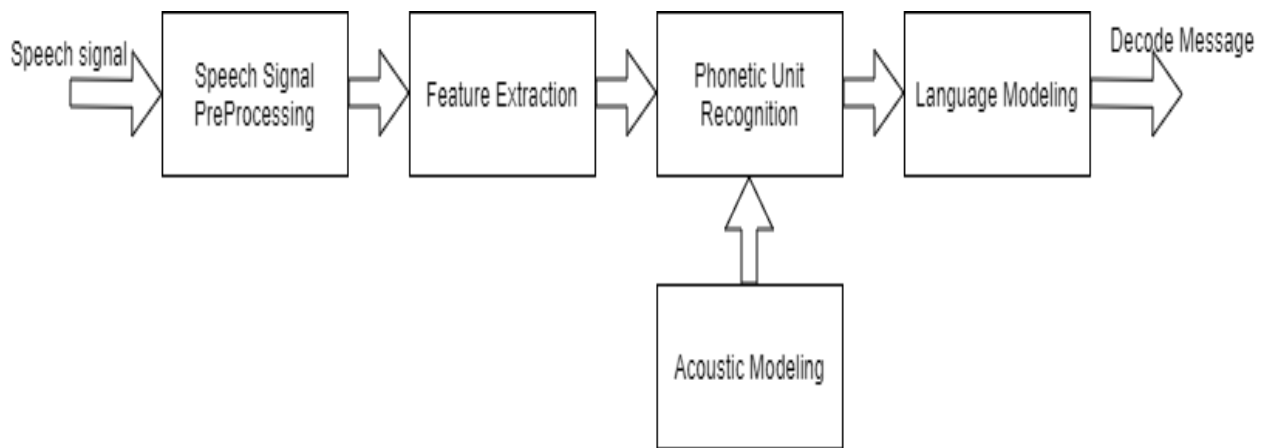 Speech signal
Speech Signal
PreProcessing
Feature Extraction
Phonetic Unit
Recognition
Language Modeling
Decode Message
Acoustic Modeling